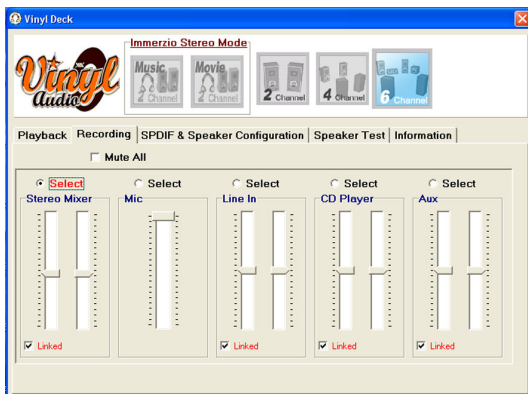 Vinyl Deck
Vinyl
Audio
Immerzio Stereo Mode
Music
2 Channel
Movie
2 Channel
2 Channel
4 Channel
6 Channel
Playback Recording SPDIF & Speaker Configuration Speaker Test Information
Mute All
Select Select Select Select Select
Stereo Mixer Mic Line In CD Player Aux
Linked Linked Linked Linked